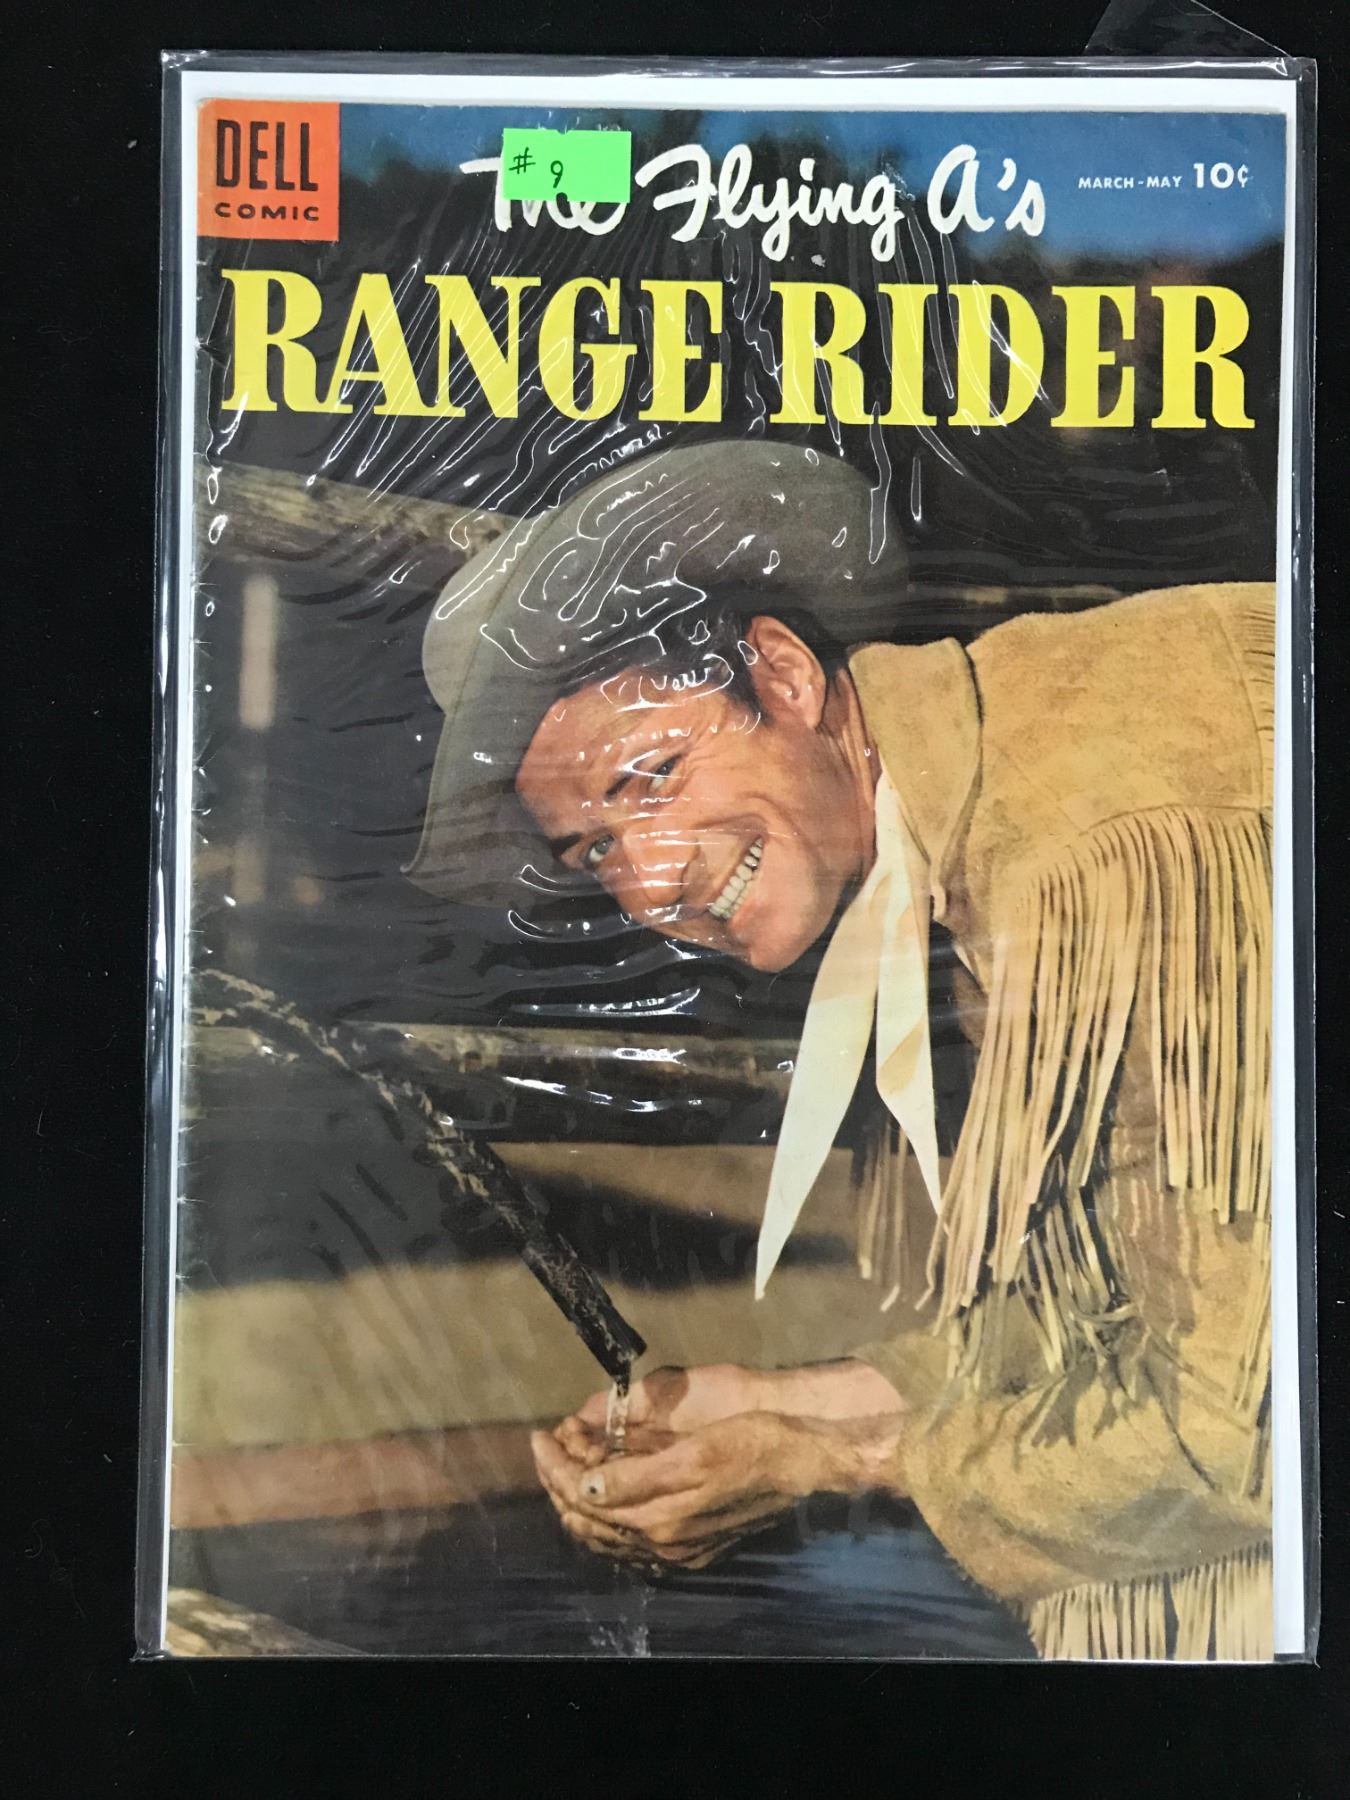 DELL
COMIC
# 9
The Flying A's
MARCH-MAY 10¢
RANGE RIDER